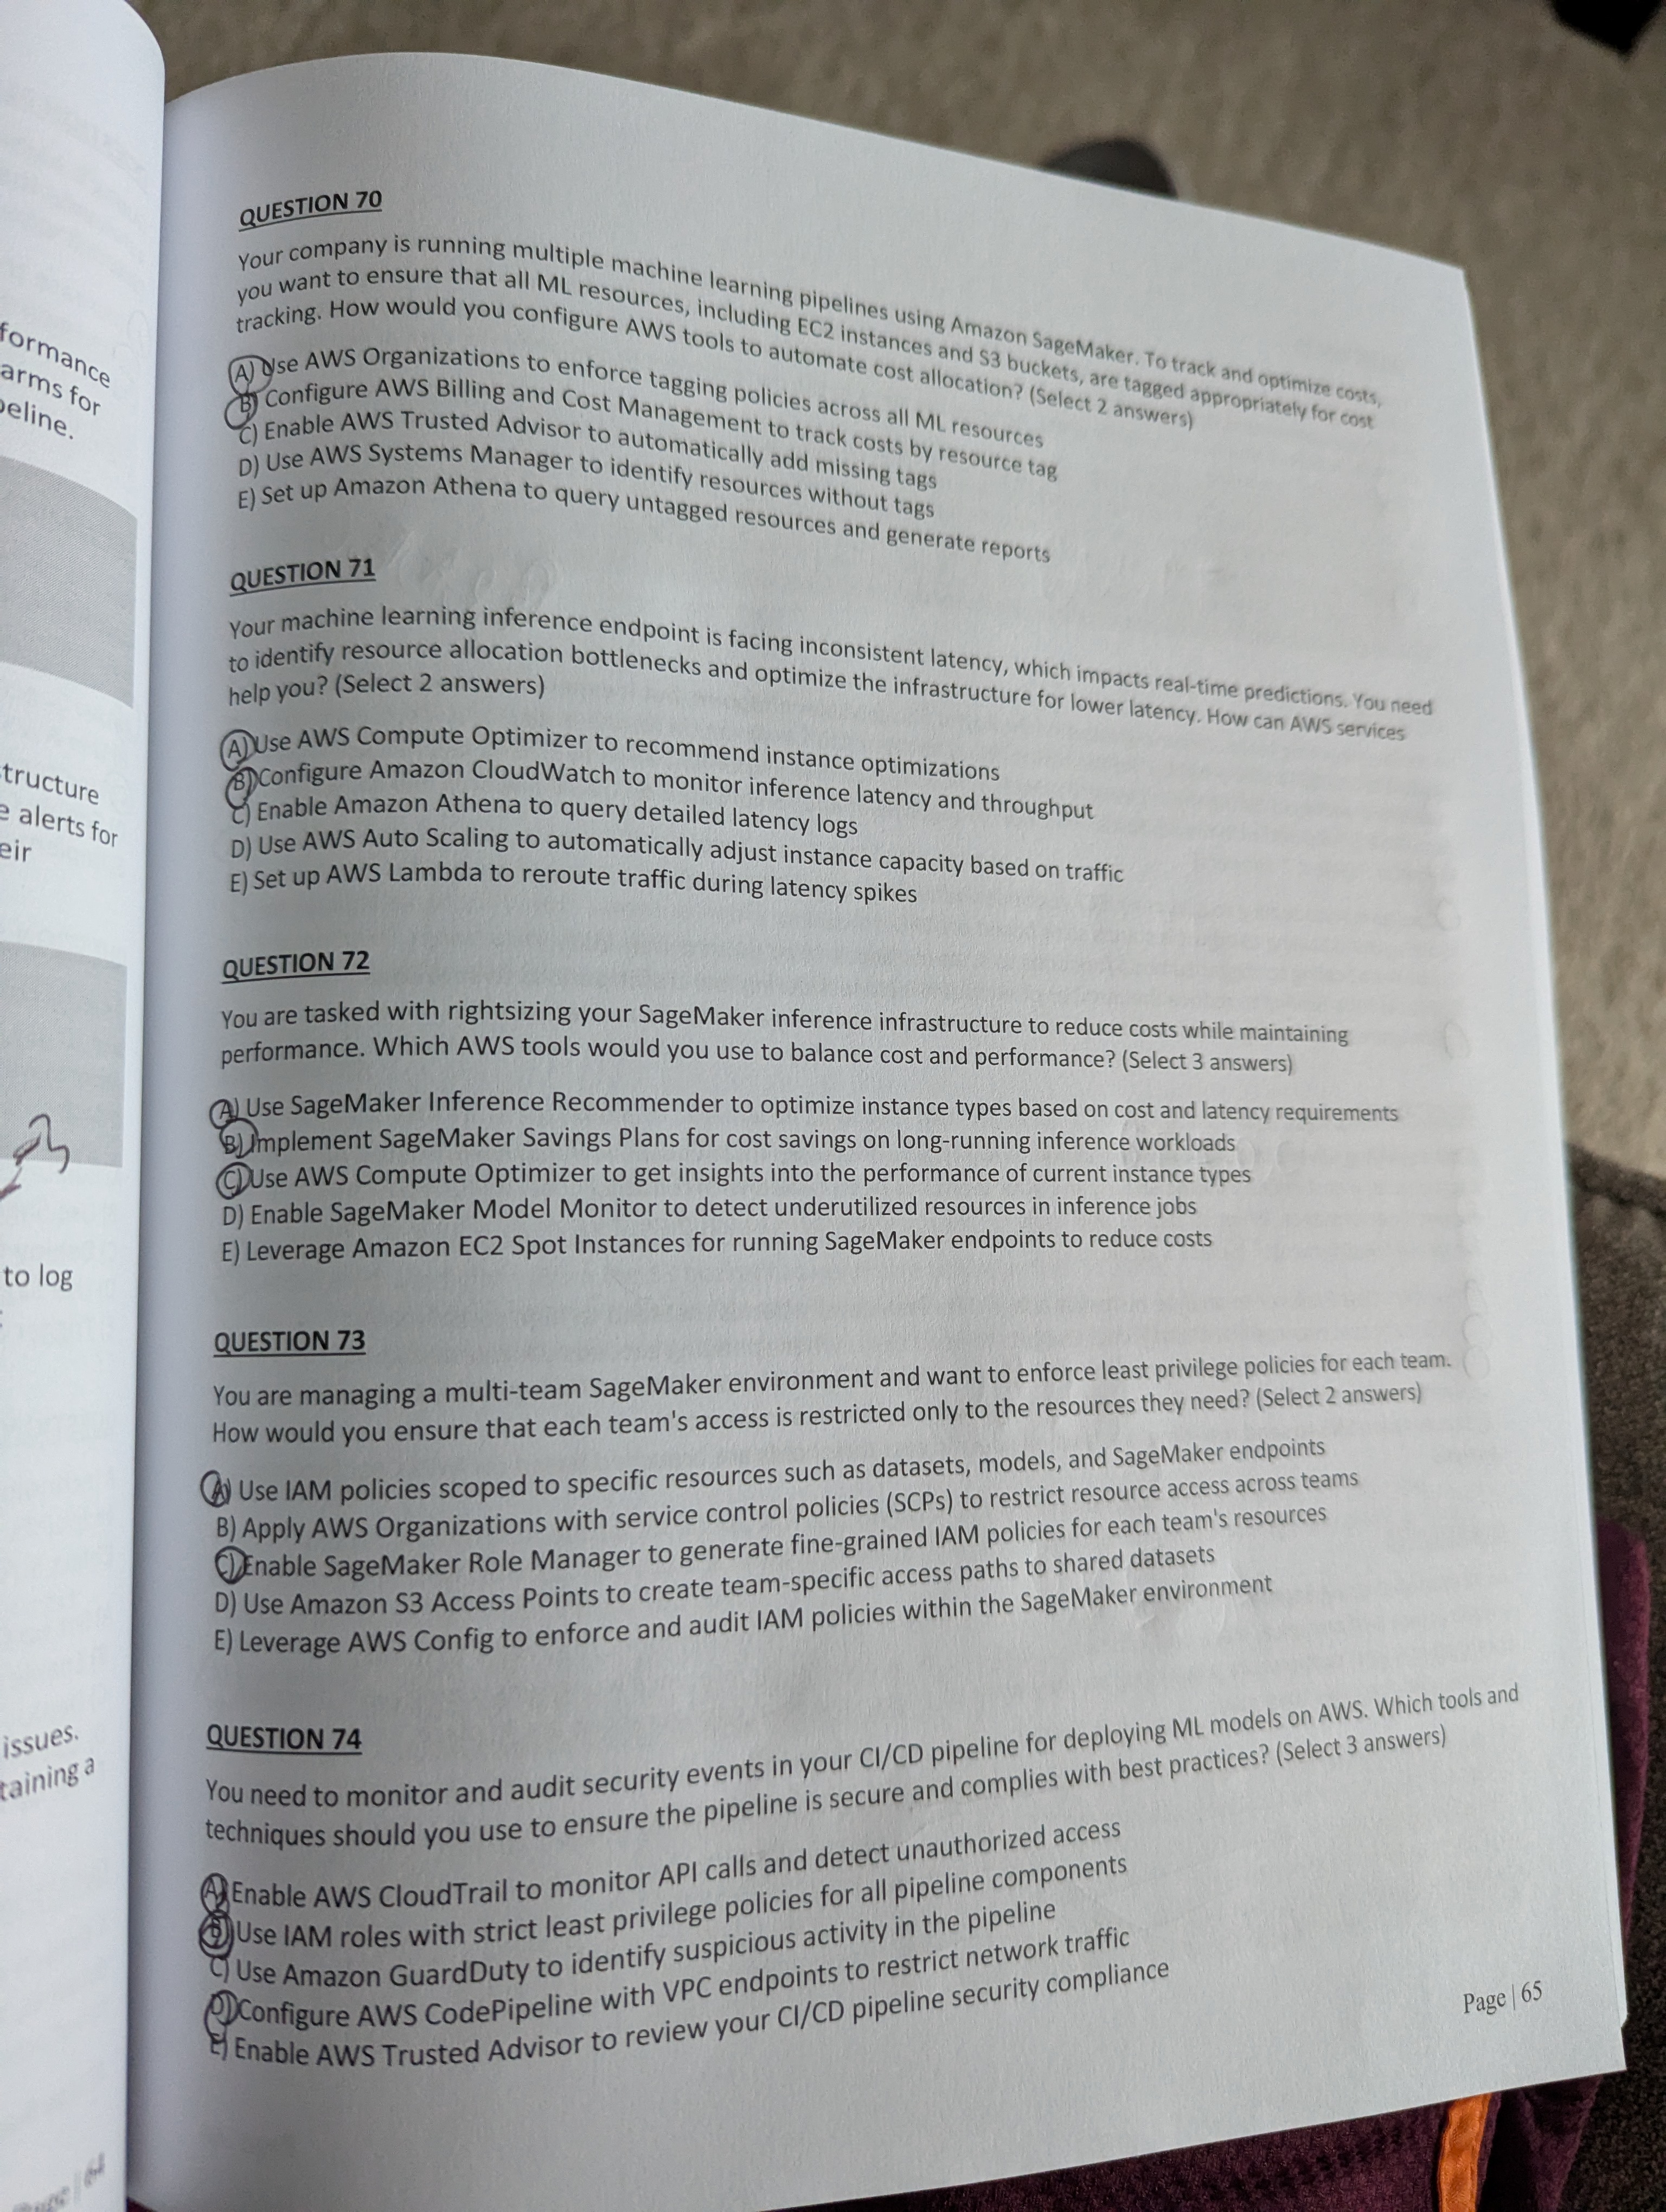 formance
arms for
eline.
tructure
e alerts for
eir
to log
issues.
taining a
QUESTION 70
Your company is running multiple machine learning pipelines using Amazon SageMaker. To track and optimize costs,
you want to ensure that all ML resources, including EC2 instances and S3 buckets, are tagged appropriately for cost
tracking. How would you configure AWS tools to automate cost allocation? (Select 2 answers)
A) Use AWS Organizations to enforce tagging policies across all ML resources
B) Configure AWS Billing and Cost Management to track costs by resource tag
C) Enable AWS Trusted Advisor to automatically add missing tags
D) Use AWS Systems Manager to identify resources without tags
E) Set up Amazon Athena to query untagged resources and generate reports
QUESTION 71
Your machine learning inference endpoint is facing inconsistent latency, which impacts real-time predictions. You need
to identify resource allocation bottlenecks and optimize the infrastructure for lower latency. How can AWS services
help you? (Select 2 answers)
A) Use AWS Compute Optimizer to recommend instance optimizations
B) Configure Amazon CloudWatch to monitor inference latency and throughput
C) Enable Amazon Athena to query detailed latency logs
D) Use AWS Auto Scaling to automatically adjust instance capacity based on traffic
E) Set up AWS Lambda to reroute traffic during latency spikes
QUESTION 72
You are tasked with rightsizing your SageMaker inference infrastructure to reduce costs while maintaining
performance. Which AWS tools would you use to balance cost and performance? (Select 3 answers)
A) Use SageMaker Inference Recommender to optimize instance types based on cost and latency requirements
B) Implement SageMaker Savings Plans for cost savings on long-running inference workloads
C) Use AWS Compute Optimizer to get insights into the performance of current instance types
D) Enable SageMaker Model Monitor to detect underutilized resources in inference jobs
E) Leverage Amazon EC2 Spot Instances for running SageMaker endpoints to reduce costs
QUESTION 73
You are managing a multi-team SageMaker environment and want to enforce least privilege policies for each team.
How would you ensure that each team's access is restricted only to the resources they need? (Select 2 answers)
A) Use IAM policies scoped to specific resources such as datasets, models, and SageMaker endpoints
B) Apply AWS Organizations with service control policies (SCPs) to restrict resource access across teams
C) Enable SageMaker Role Manager to generate fine-grained IAM policies for each team's resources
D) Use Amazon S3 Access Points to create team-specific access paths to shared datasets
E) Leverage AWS Config to enforce and audit IAM policies within the SageMaker environment
QUESTION 74
You need to monitor and audit security events in your CI/CD pipeline for deploying ML models on AWS. Which tools and
techniques should you use to ensure the pipeline is secure and complies with best practices? (Select 3 answers)
A) Enable AWS CloudTrail to monitor API calls and detect unauthorized access
B) Use IAM roles with strict least privilege policies for all pipeline components
C) Use Amazon GuardDuty to identify suspicious activity in the pipeline
D) Configure AWS CodePipeline with VPC endpoints to restrict network traffic
E) Enable AWS Trusted Advisor to review your CI/CD pipeline security compliance
Page | 65